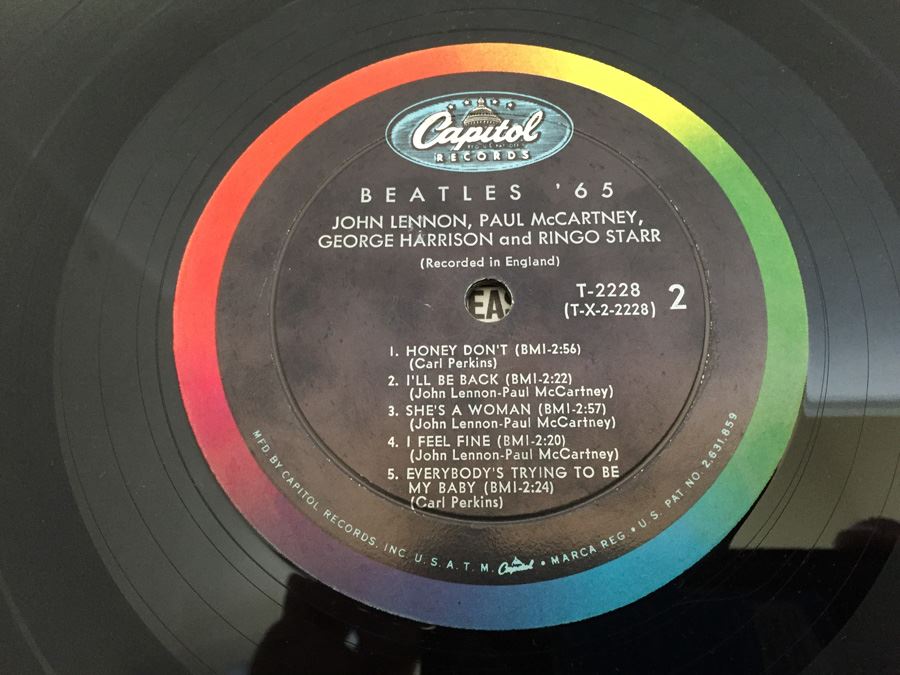 Capitol
RECORDS
BEATLES '65
JOHN LENNON, PAUL McCARTNEY,
GEORGE HARRISON and RINGO STARR
(Recorded in England)
EAS
T-2228
(T-X-2-2228)
2
1. HONEY DON'T (BMI-2:56)
(Carl Perkins)
2. I'LL BE BACK (BMI-2:22)
(John Lennon-Paul McCartney)
3. SHE'S A WOMAN (BMI-2:57)
(John Lennon-Paul McCartney)
4. I FEEL FINE (BMI-2:20)
(John Lennon-Paul McCartney)
5. EVERYBODY'S TRYING TO BE
MY BABY (BMI-2:24)
(Carl Perkins)
MFD BY CAPITOL RECORDS, INC. U.S.A. T.M. Capitol • MARCA REG. • U.S. PAT NO. 2,631,859